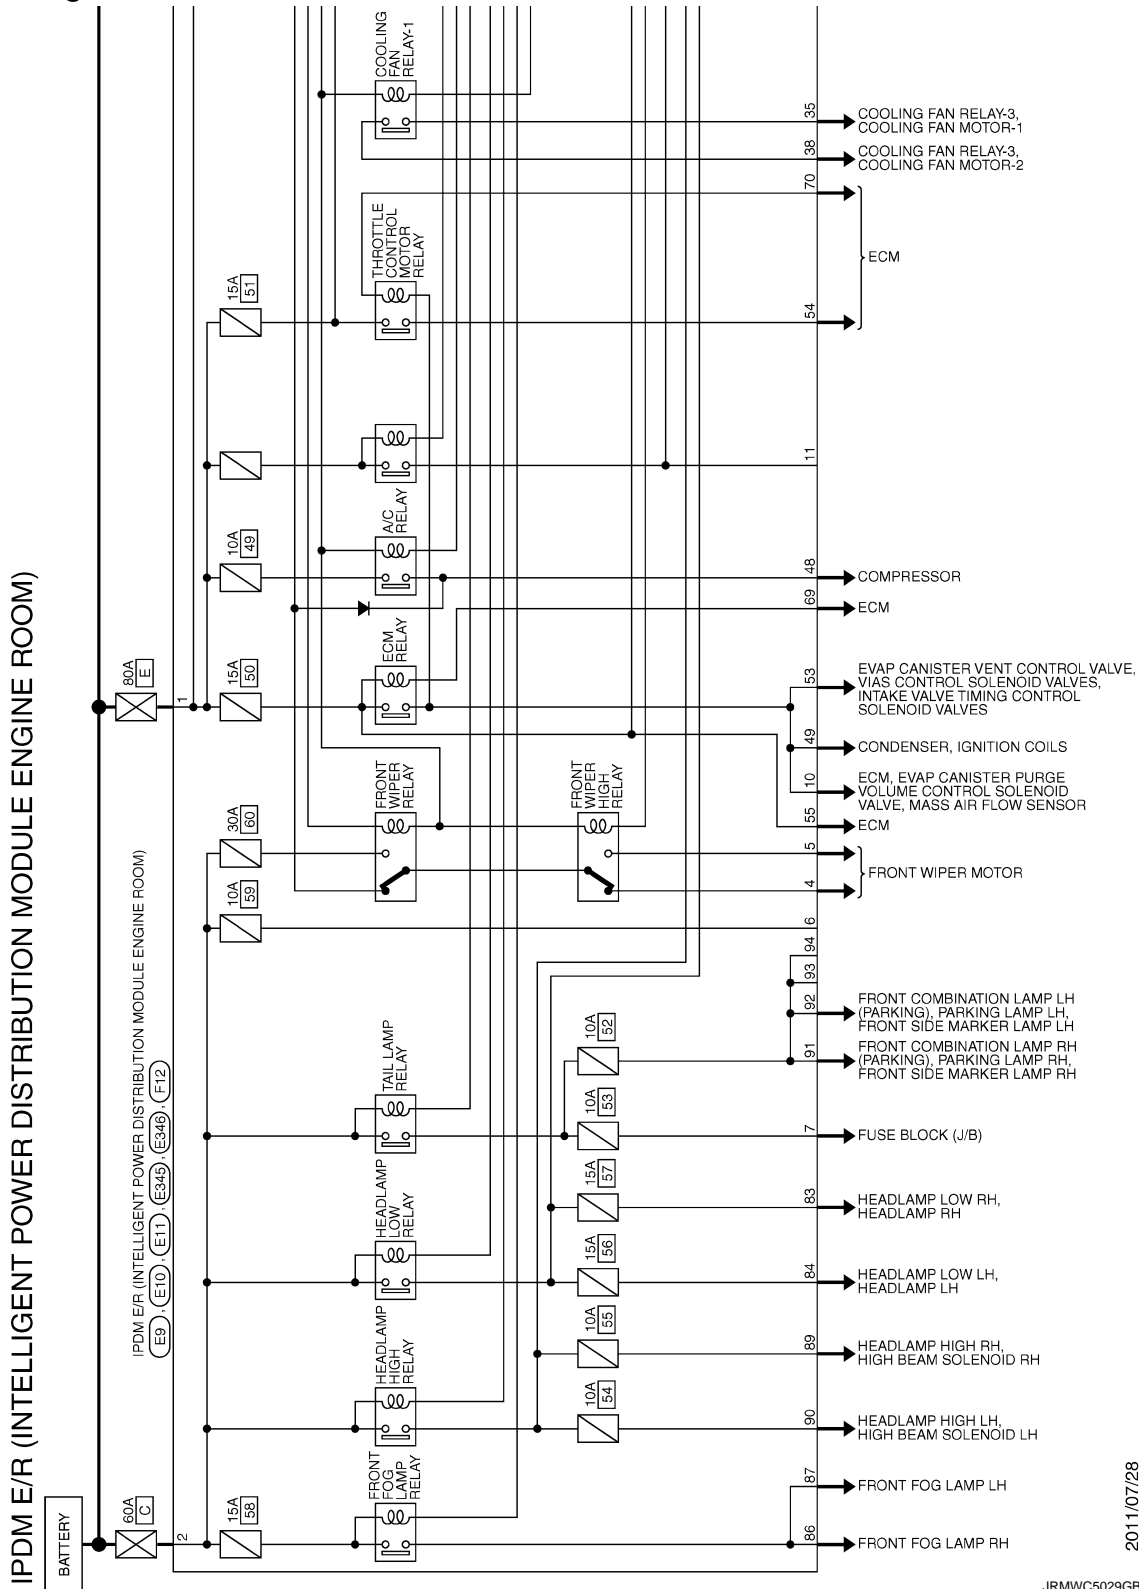 IPDM E/R (INTELLIGENT POWER DISTRIBUTION MODULE ENGINE ROOM)
COOLING
FAN
RELAY-1
35
COOLING FAN RELAY-3,
COOLING FAN MOTOR-1
38
COOLING FAN RELAY-3,
COOLING FAN MOTOR-2
70
THROTTLE
CONTROL
MOTOR
RELAY
ECM
15A
51
54
11
A/C
RELAY
10A
49
48
COMPRESSOR
69
ECM
ECM
RELAY
80A
E
1
15A
50
53
EVAP CANISTER VENT CONTROL VALVE,
VIAS CONTROL SOLENOID VALVES,
INTAKE VALVE TIMING CONTROL
SOLENOID VALVES
49
CONDENSER, IGNITION COILS
10
ECM, EVAP CANISTER PURGE
VOLUME CONTROL SOLENOID
VALVE, MASS AIR FLOW SENSOR
55
ECM
FRONT
WIPER
RELAY
FRONT
WIPER
HIGH
RELAY
30A
60
5
4
FRONT WIPER MOTOR
10A
59
6
IPDM E/R (INTELLIGENT POWER DISTRIBUTION MODULE ENGINE ROOM)
E9 , E10 , E11 , E345 , E346 , F12
94
93
92
FRONT COMBINATION LAMP LH
(PARKING), PARKING LAMP LH,
FRONT SIDE MARKER LAMP LH
10A
52
91
FRONT COMBINATION LAMP RH
(PARKING), PARKING LAMP RH,
FRONT SIDE MARKER LAMP RH
TAIL LAMP
RELAY
10A
53
7
FUSE BLOCK (J/B)
15A
57
83
HEADLAMP LOW RH,
HEADLAMP RH
HEADLAMP
LOW
RELAY
15A
56
84
HEADLAMP LOW LH,
HEADLAMP LH
10A
55
89
HEADLAMP HIGH RH,
HIGH BEAM SOLENOID RH
HEADLAMP
HIGH
RELAY
10A
54
90
HEADLAMP HIGH LH,
HIGH BEAM SOLENOID LH
87
FRONT FOG LAMP LH
FRONT
FOG
LAMP
RELAY
BATTERY
60A
C
2
15A
58
86
FRONT FOG LAMP RH
2011/07/28